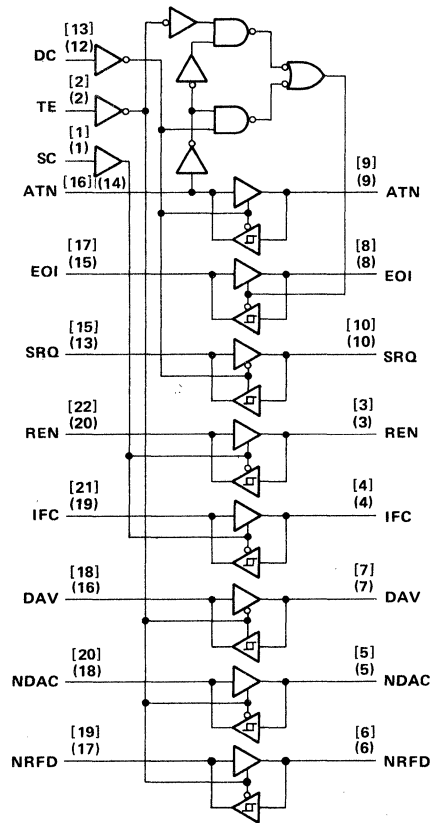 [13]
DC (12)
[2]
TE (2)
[1]
SC (1)
ATN [16] (14) [9] (9) ATN
[17] [8]
EOI (15) (8) EOI
[15] [10]
SRQ (13) (10) SRQ
[22] [3]
REN (20) (3) REN
[21] [4]
IFC (19) (4) IFC
[18] [7]
DAV (16) (7) DAV
[20] [5]
NDAC (18) (5) NDAC
[19] [6]
NRFD (17) (6) NRFD